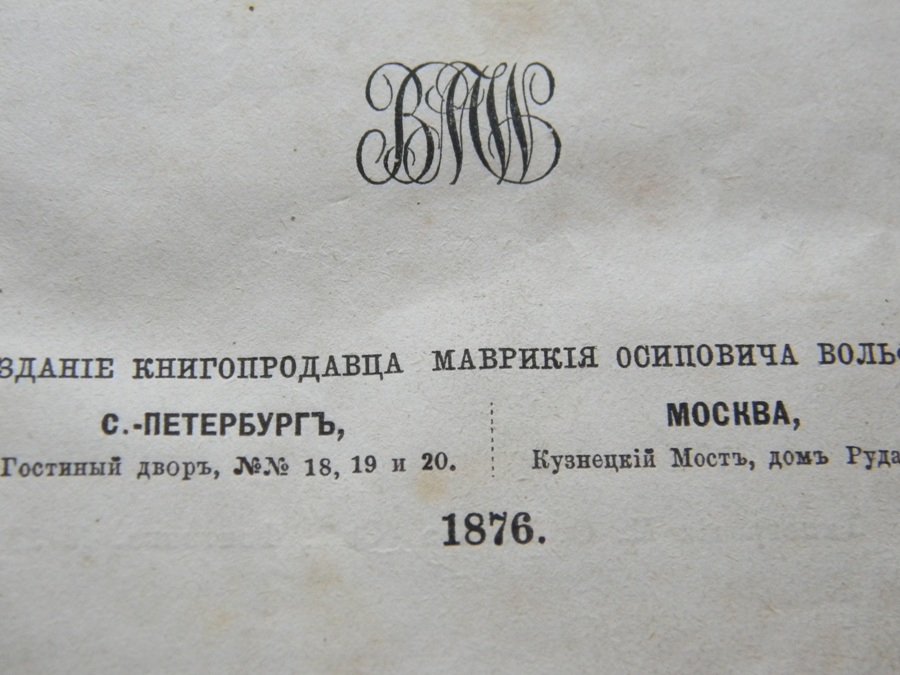 ЗДАНІЕ КНИГОПРОДАВЦА МАВРИКІЯ ОСИПОВИЧА ВОЛЬ
С.-ПЕТЕРБУРГЪ,
Гостиный дворъ, №№ 18, 19 и 20.
МОСКВА,
Кузнецкій Мостъ, домъ Руда
1876.